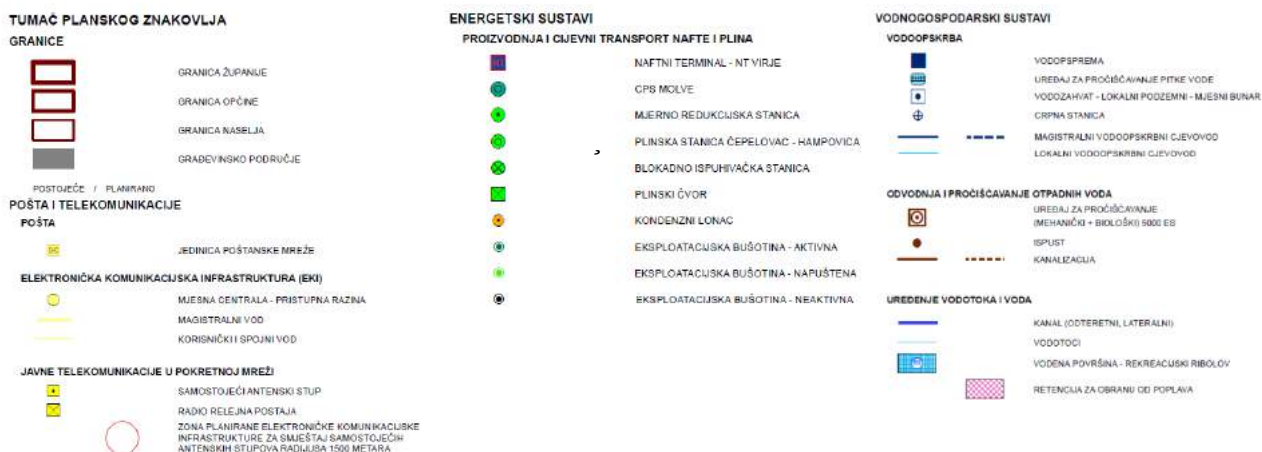 TUMAČ PLANSKOG ZNAKOVLJA
GRANICE
GRANICA ŽUPANIJE
GRANICA OPĆINE
GRANICA NASELJA
GRAĐEVINSKO PODRUČJE
POSTOJEĆE / PLANIRANO
POŠTA I TELEKOMUNIKACIJE
POŠTA
JEDINICA POŠTANSKE MREŽE
ELEKTRONIČKA KOMUNIKACIJSKA INFRASTRUKTURA (EKI)
MJESNA CENTRALA - PRISTUPNA RAZINA
MAGISTRALNI VOD
KORISNIČKI I SPOJNI VOD
JAVNE TELEKOMUNIKACIJE U POKRETNOJ MREŽI
SAMOSTOJEĆI ANTENSKI STUP
RADIO RELEJNA POSTAJA
ZONA PLANIRANE ELEKTRONIČKE KOMUNIKACIJSKE
INFRASTRUKTURE ZA SMJEŠTAJ SAMOSTOJEĆIH
ANTENSKIH STUPOVA RADIJUSA 1500 METARA
ENERGETSKI SUSTAVI
PROIZVODNJA I CIJEVNI TRANSPORT NAFTE I PLINA
NAFTNI TERMINAL - NT VIRJE
CPS MOLVE
MJERNO REDUKCIJSKA STANICA
PLINSKA STANICA ČEPELOVAC - HAMPOVICA
BLOKADNO ISPUHIVAČKA STANICA
PLINSKI ČVOR
KONDENZNI LONAC
EKSPLOATACIJSKA BUŠOTINA - AKTIVNA
EKSPLOATACIJSKA BUŠOTINA - NAPUŠTENA
EKSPLOATACIJSKA BUŠOTINA - NEAKTIVNA
VODNOGOSPODARSKI SUSTAVI
VODOOPSKRBA
VODOPSPREMA
UREĐAJ ZA PROČIŠĆAVANJE PITKE VODE
VODOZAHVAT - LOKALNI PODZEMNI - MJESNI BUNAR
CRPNA STANICA
MAGISTRALNI VODOOPSKRBNI CJEVOVOD
LOKALNI VODOOPSKRBNI CJEVOVOD
ODVODNJA I PROČIŠĆAVANJE OTPADNIH VODA
UREĐAJ ZA PROČIŠĆAVANJE
(MEHANIČKI + BIOLOŠKI) 5000 ES
ISPUST
KANALIZACIJA
UREĐENJE VODOTOKA I VODA
KANAL (ODTERETNI, LATERALNI)
VODOTOCI
VODENA POVRŠINA - REKREACIJSKI RIBOLOV
RETENCIJA ZA OBRANU OD POPLAVA